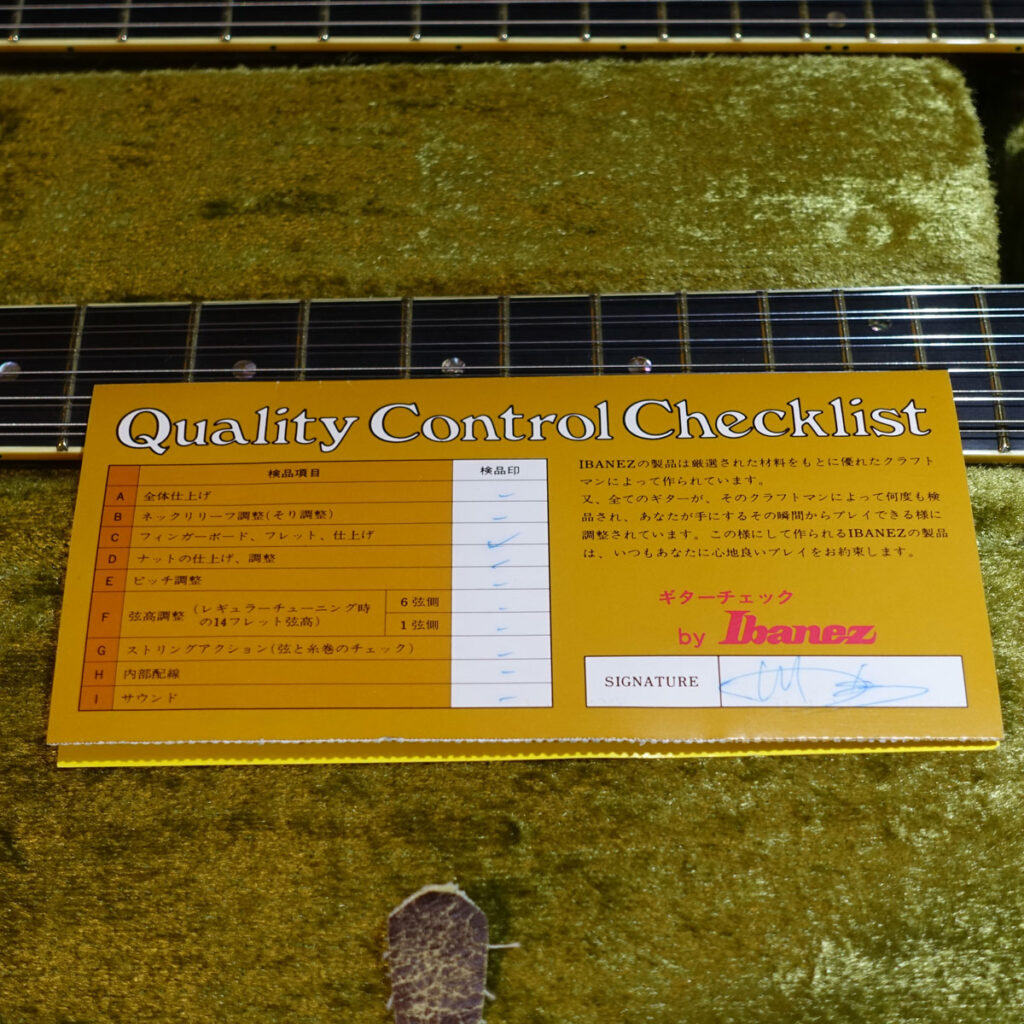 Quality Control Checklist
検品項目 検品印
A 全体仕上げ
B ネックリリーフ調整(そり調整)
C フィンガーボード、フレット、仕上げ
D ナットの仕上げ、調整
E ピッチ調整
F 弦高調整 (レギュラーチューニング時の14フレット弦高) 6弦側
1弦側
G ストリングアクション(弦と糸巻のチェック)
H 内部配線
I サウンド
IBANEZの製品は厳選された材料をもとに優れたクラフト
マンによって作られています。
又、全てのギターが、そのクラフトマンによって何度も検
品され、あなたが手にするその瞬間からプレイできる様に
調整されています。この様にして作られるIBANEZの製品
は、いつもあなたに心地良いプレイをお約束します。
ギターチェック
by Ibanez
SIGNATURE